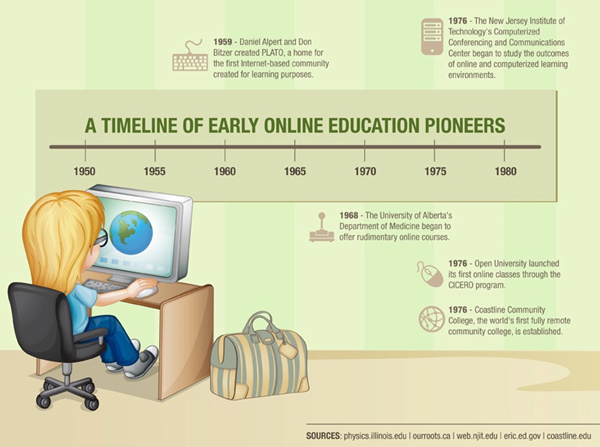 1959 - Daniel Alpert and Don
Bitzer created PLATO, a home for
the first Internet-based community
created for learning purposes.
1976 - The New Jersey Institute of
Technology's Computerized
Conferencing and Communications
Center began to study the outcomes
of online and computerized learning
environments.
A TIMELINE OF EARLY ONLINE EDUCATION PIONEERS
1950 1955 1960 1965 1970 1975 1980
1968 - The University of Alberta's
Department of Medicine began to
offer rudimentary online courses.
1976 - Open University launched
its first online classes through the
CICERO program.
1976 - Coastline Community
College, the world's first fully remote
community college, is established.
SOURCES: physics.illinois.edu | ourroots.ca | web.njit.edu | eric.ed.gov | coastline.edu